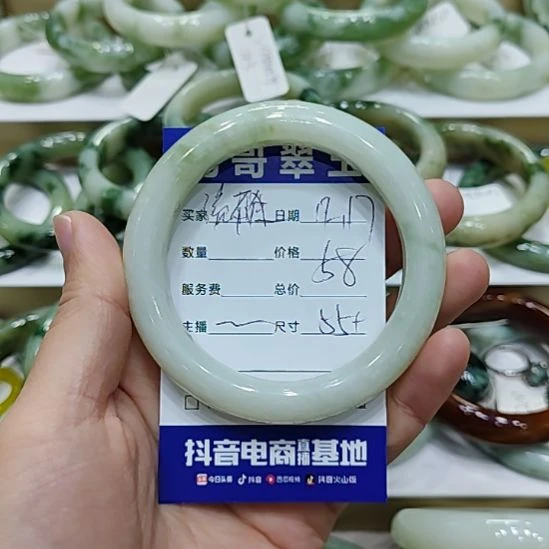 哥翠玉
买家 日期 12.17
数量 价格 68
服务费 总价
主播 尺寸 55+
抖音电商直播基地
今日头条 抖音 西瓜视频 抖音火山版